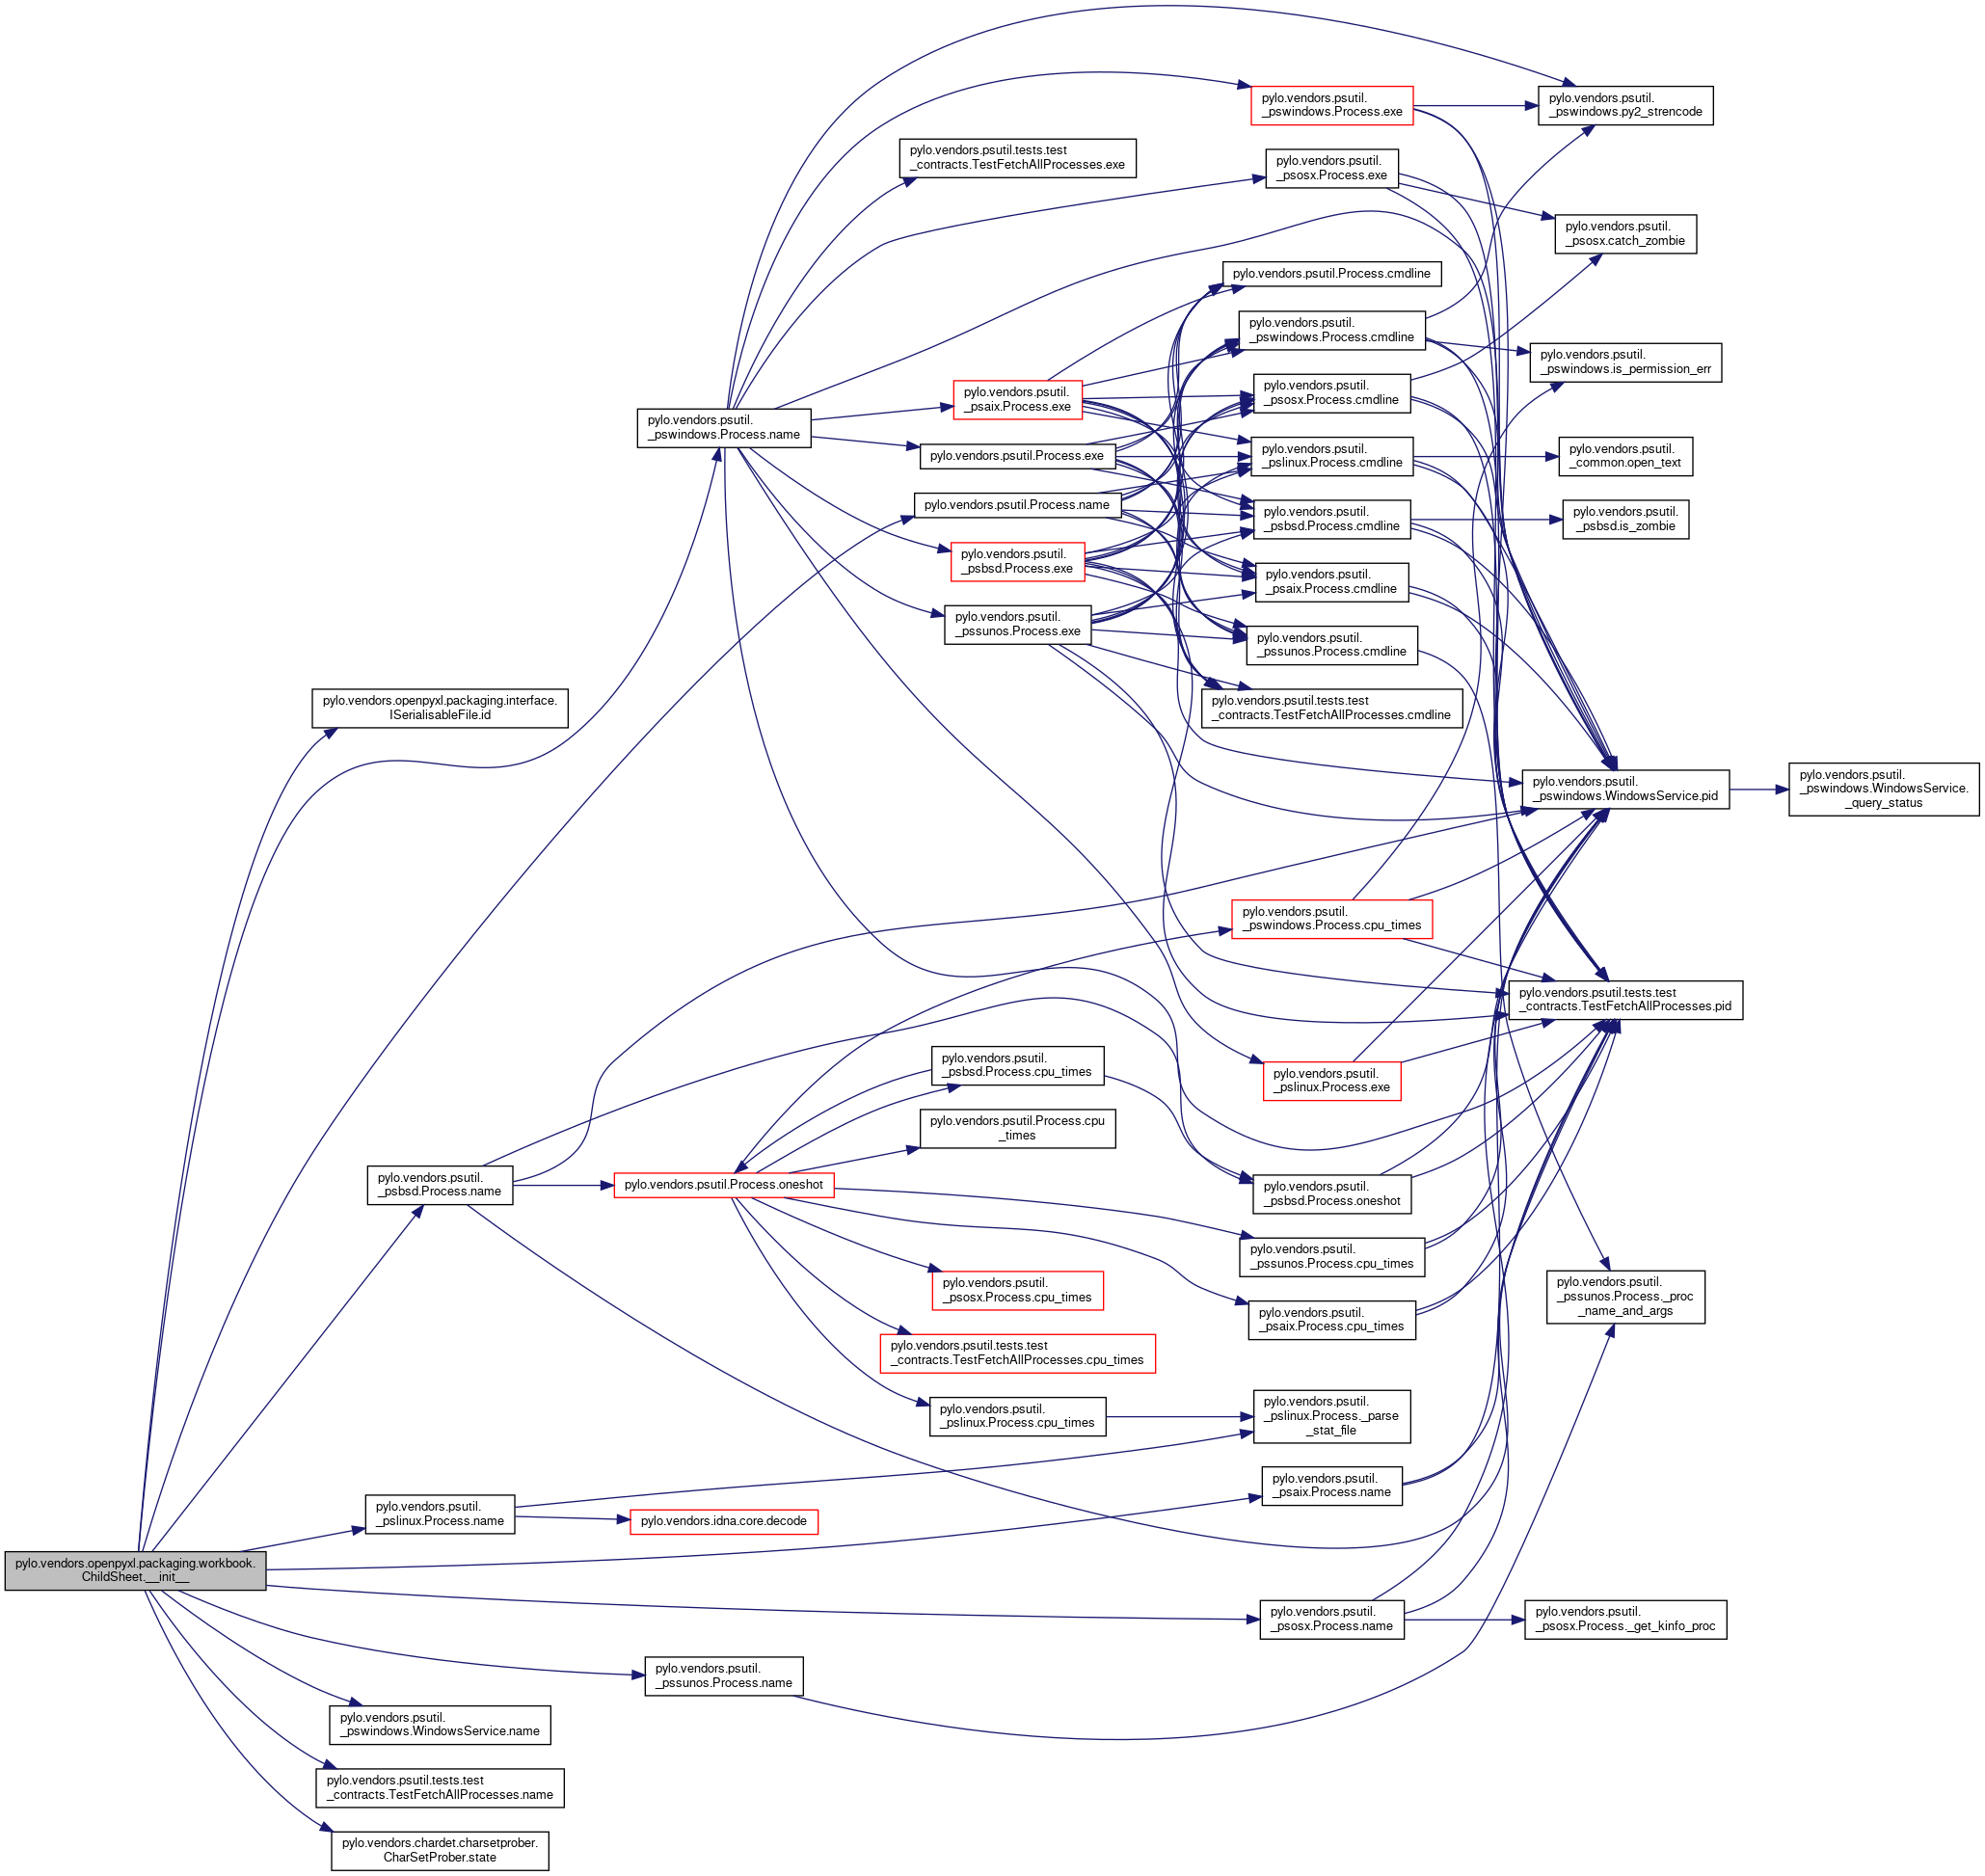 pylo.vendors.openpyxl.packaging.workbook.
ChildSheet.__init__
pylo.vendors.openpyxl.packaging.interface.
ISerialisableFile.id
pylo.vendors.psutil.
_psbsd.Process.name
pylo.vendors.psutil.
_pslinux.Process.name
pylo.vendors.psutil.
_pswindows.WindowsService.name
pylo.vendors.psutil.tests.test
_contracts.TestFetchAllProcesses.name
pylo.vendors.chardet.charsetprober.
CharSetProber.state
pylo.vendors.psutil.
_pswindows.Process.name
pylo.vendors.psutil.Process.oneshot
pylo.vendors.idna.core.decode
pylo.vendors.psutil.
_pssunos.Process.name
pylo.vendors.psutil.tests.test
_contracts.TestFetchAllProcesses.exe
pylo.vendors.psutil.
_psaix.Process.exe
pylo.vendors.psutil.Process.exe
pylo.vendors.psutil.Process.name
pylo.vendors.psutil.
_psbsd.Process.exe
pylo.vendors.psutil.
_pssunos.Process.exe
pylo.vendors.psutil.
_psbsd.Process.cpu_times
pylo.vendors.psutil.Process.cpu
_times
pylo.vendors.psutil.
_psosx.Process.cpu_times
pylo.vendors.psutil.tests.test
_contracts.TestFetchAllProcesses.cpu_times
pylo.vendors.psutil.
_pslinux.Process.cpu_times
pylo.vendors.psutil.
_pswindows.Process.exe
pylo.vendors.psutil.
_psosx.Process.exe
pylo.vendors.psutil.Process.cmdline
pylo.vendors.psutil.
_pswindows.Process.cmdline
pylo.vendors.psutil.
_psosx.Process.cmdline
pylo.vendors.psutil.
_pslinux.Process.cmdline
pylo.vendors.psutil.
_psbsd.Process.cmdline
pylo.vendors.psutil.
_psaix.Process.cmdline
pylo.vendors.psutil.
_pssunos.Process.cmdline
pylo.vendors.psutil.tests.test
_contracts.TestFetchAllProcesses.cmdline
pylo.vendors.psutil.
_pswindows.Process.cpu_times
pylo.vendors.psutil.
_pslinux.Process.exe
pylo.vendors.psutil.
_psbsd.Process.oneshot
pylo.vendors.psutil.
_pssunos.Process.cpu_times
pylo.vendors.psutil.
_psaix.Process.cpu_times
pylo.vendors.psutil.
_pslinux.Process._parse
_stat_file
pylo.vendors.psutil.
_psaix.Process.name
pylo.vendors.psutil.
_psosx.Process.name
pylo.vendors.psutil.
_pswindows.py2_strencode
pylo.vendors.psutil.
_psosx.catch_zombie
pylo.vendors.psutil.
_pswindows.is_permission_err
pylo.vendors.psutil.
_common.open_text
pylo.vendors.psutil.
_psbsd.is_zombie
pylo.vendors.psutil.
_pswindows.WindowsService.pid
pylo.vendors.psutil.tests.test
_contracts.TestFetchAllProcesses.pid
pylo.vendors.psutil.
_pssunos.Process._proc
_name_and_args
pylo.vendors.psutil.
_psosx.Process._get_kinfo_proc
pylo.vendors.psutil.
_pswindows.WindowsService.
_query_status